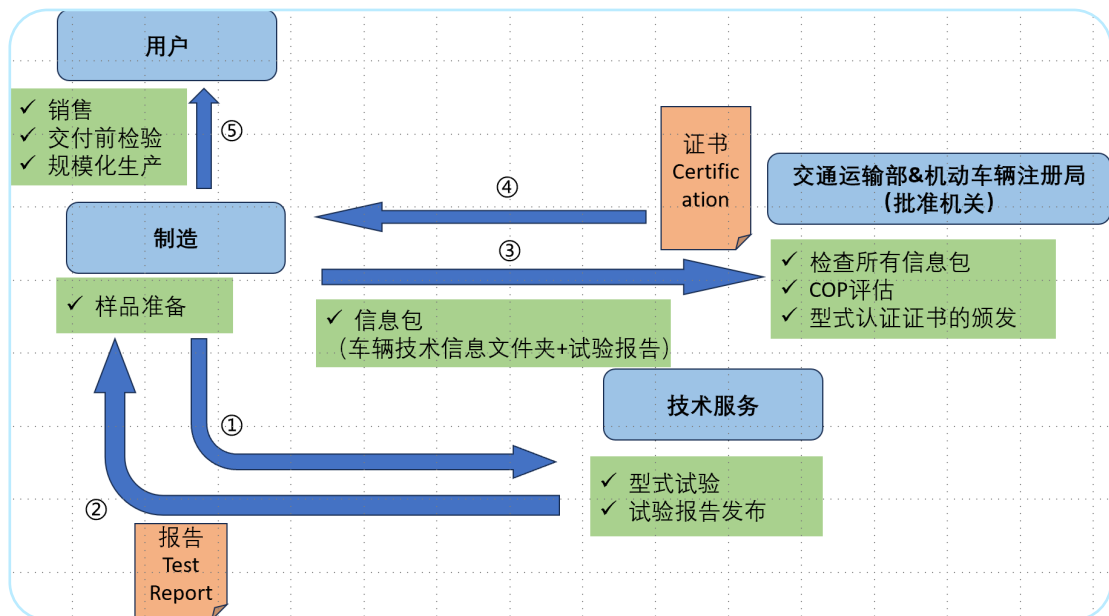 用户
✓ 销售
✓ 交付前检验
✓ 规模化生产
⑤
证书
Certific
ation
交通运输部&机动车辆注册局
（批准机关）
④
制造
③
✓ 检查所有信息包
✓ COP评估
✓ 型式认证证书的颁发
✓ 样品准备
✓ 信息包
（车辆技术信息文件夹+试验报告）
技术服务
①
✓ 型式试验
✓ 试验报告发布
②
报告
Test
Report